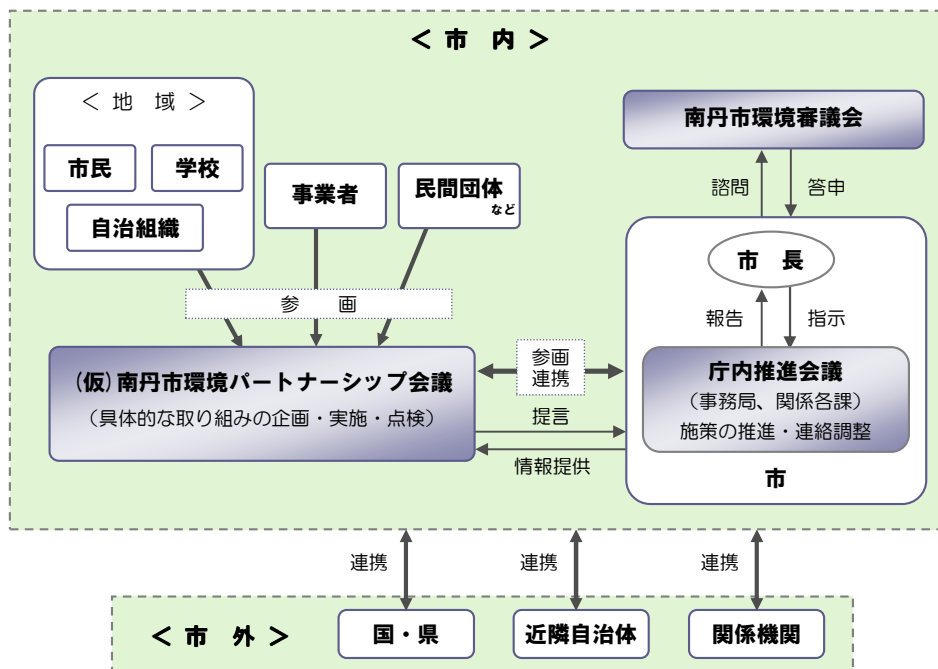 ＜ 市 内 ＞
＜ 地 域 ＞
市民
学校
自治組織
事業者
民間団体
など
参 画
(仮)南丹市環境パートナーシップ会議
（具体的な取り組みの企画・実施・点検）
参画
連携
提言
情報提供
南丹市環境審議会
諮問
答申
市 長
報告
指示
庁内推進会議
（事務局、関係各課）
施策の推進・連絡調整
市
連携
連携
連携
＜ 市 外 ＞
国・県
近隣自治体
関係機関